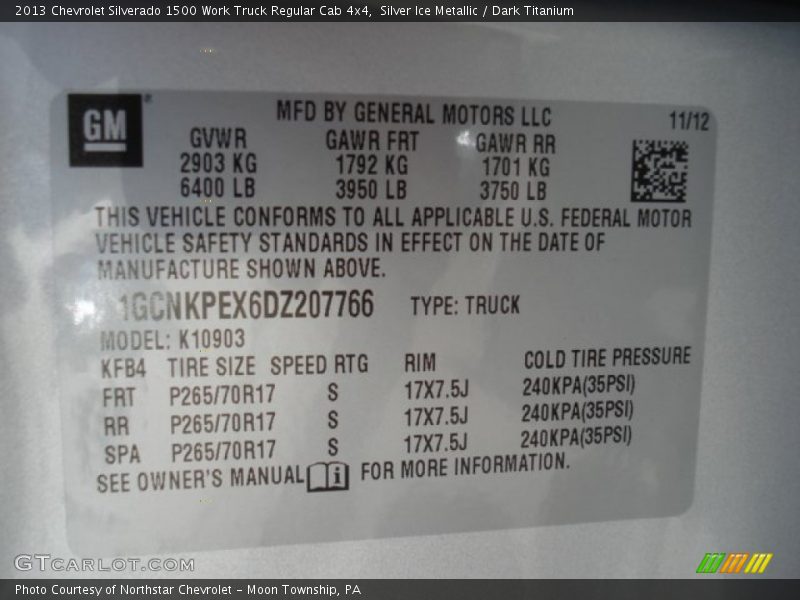 2013 Chevrolet Silverado 1500 Work Truck Regular Cab 4x4,  Silver Ice Metallic / Dark Titanium
GM®
MFD BY GENERAL MOTORS LLC 11/12
GVWR GAWR FRT GAWR RR
2903 KG 1792 KG 1701 KG
6400 LB 3950 LB 3750 LB
THIS VEHICLE CONFORMS TO ALL APPLICABLE U.S. FEDERAL MOTOR
VEHICLE SAFETY STANDARDS IN EFFECT ON THE DATE OF
MANUFACTURE SHOWN ABOVE.
1GCNKPEX6DZ207766 TYPE: TRUCK
MODEL: K10903
KFB4 TIRE SIZE SPEED RTG RIM COLD TIRE PRESSURE
FRT P265/70R17 S 17X7.5J 240KPA(35PSI)
RR P265/70R17 S 17X7.5J 240KPA(35PSI)
SPA P265/70R17 S 17X7.5J 240KPA(35PSI)
SEE OWNER'S MANUAL i FOR MORE INFORMATION.
GTCARLOT.COM
Photo Courtesy of Northstar Chevrolet - Moon Township, PA